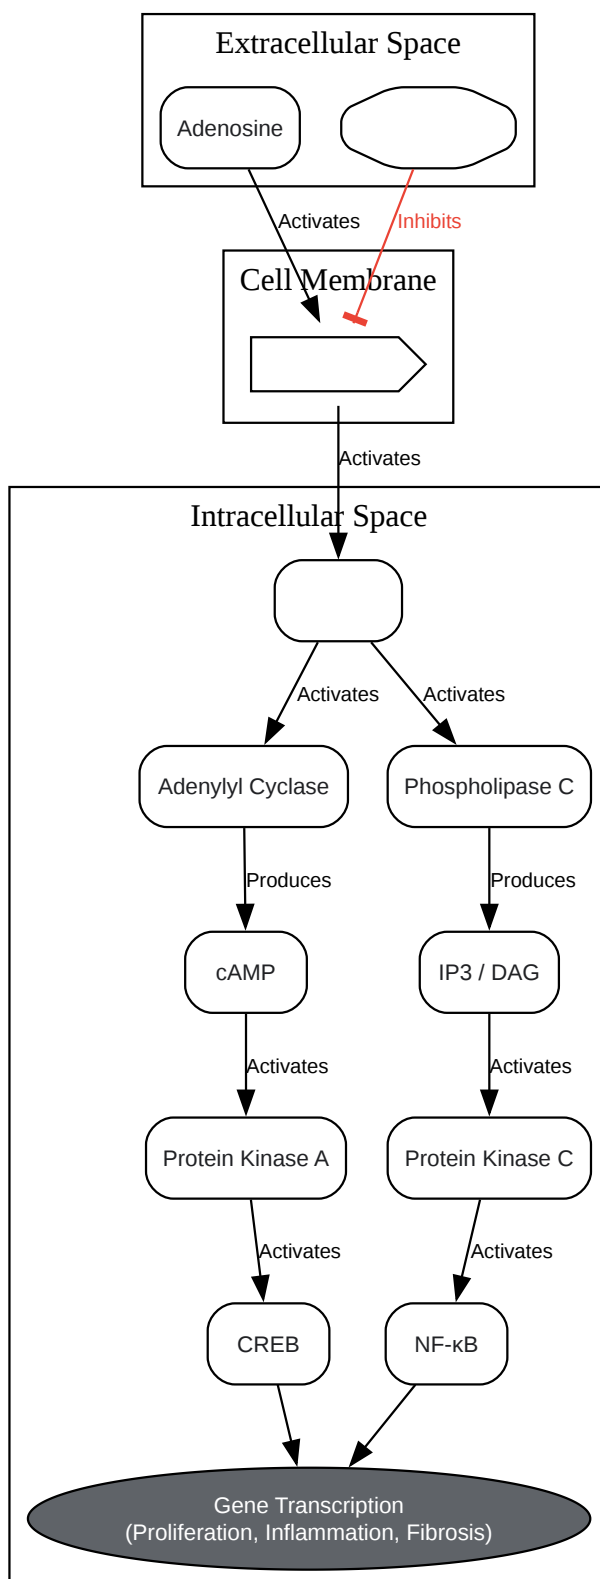 Extracellular Space
Adenosine
Activates
Inhibits
Cell Membrane
Activates
Intracellular Space
Activates
Activates
Adenylyl Cyclase
Phospholipase C
Produces
Produces
cAMP
IP3 / DAG
Activates
Activates
Protein Kinase A
Protein Kinase C
Activates
Activates
CREB
NF-κB
Gene Transcription
(Proliferation, Inflammation, Fibrosis)